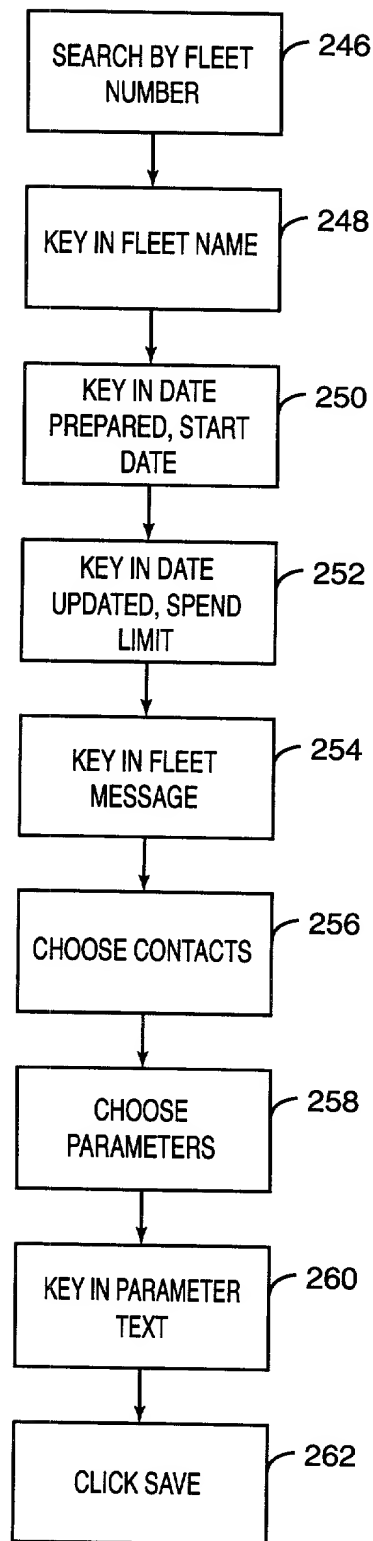 SEARCH BY FLEET
NUMBER
246
KEY IN FLEET NAME
248
KEY IN DATE
PREPARED, START
DATE
250
KEY IN DATE
UPDATED, SPEND
LIMIT
252
KEY IN FLEET
MESSAGE
254
CHOOSE CONTACTS
256
CHOOSE
PARAMETERS
258
KEY IN PARAMETER
TEXT
260
CLICK SAVE
262